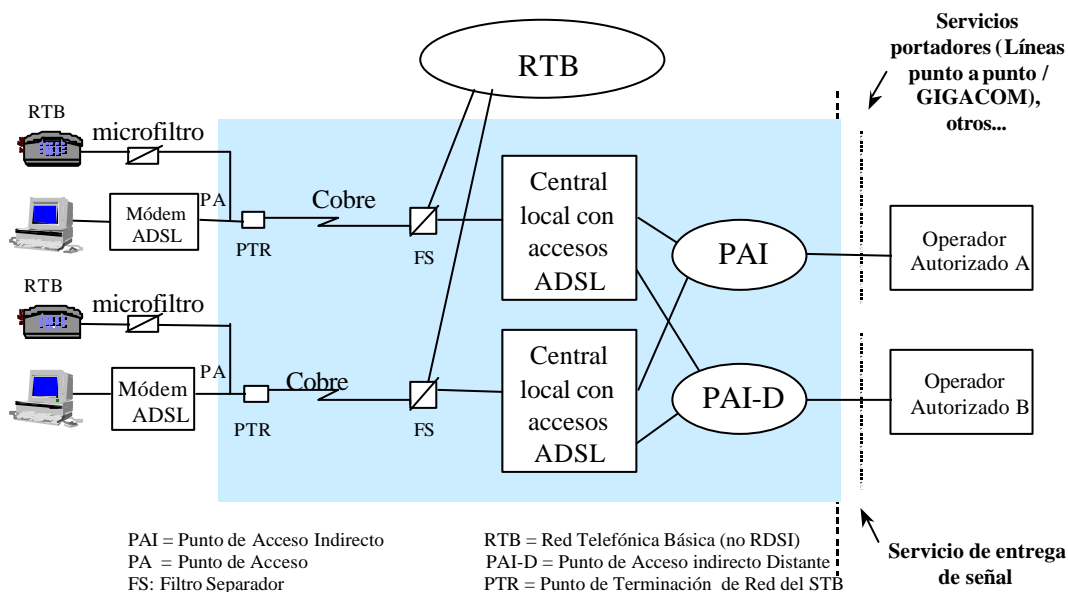 Servicios
portadores (Líneas
punto a punto /
GIGACOM),
otros...
RTB
RTB
microfiltro
Módem
ADSL
PA
PTR
Cobre
FS
Central
local con
accesos
ADSL
PAI
Operador
Autorizado A
RTB
microfiltro
Módem
ADSL
PA
PTR
Cobre
FS
Central
local con
accesos
ADSL
PAI-D
Operador
Autorizado B
PAI = Punto de Acceso Indirecto
PA = Punto de Acceso
FS: Filtro Separador
RTB = Red Telefónica Básica (no RDSI)
PAI-D = Punto de Acceso indirecto Distante
PTR = Punto de Terminación de Red del STB
Servicio de entrega
de señal